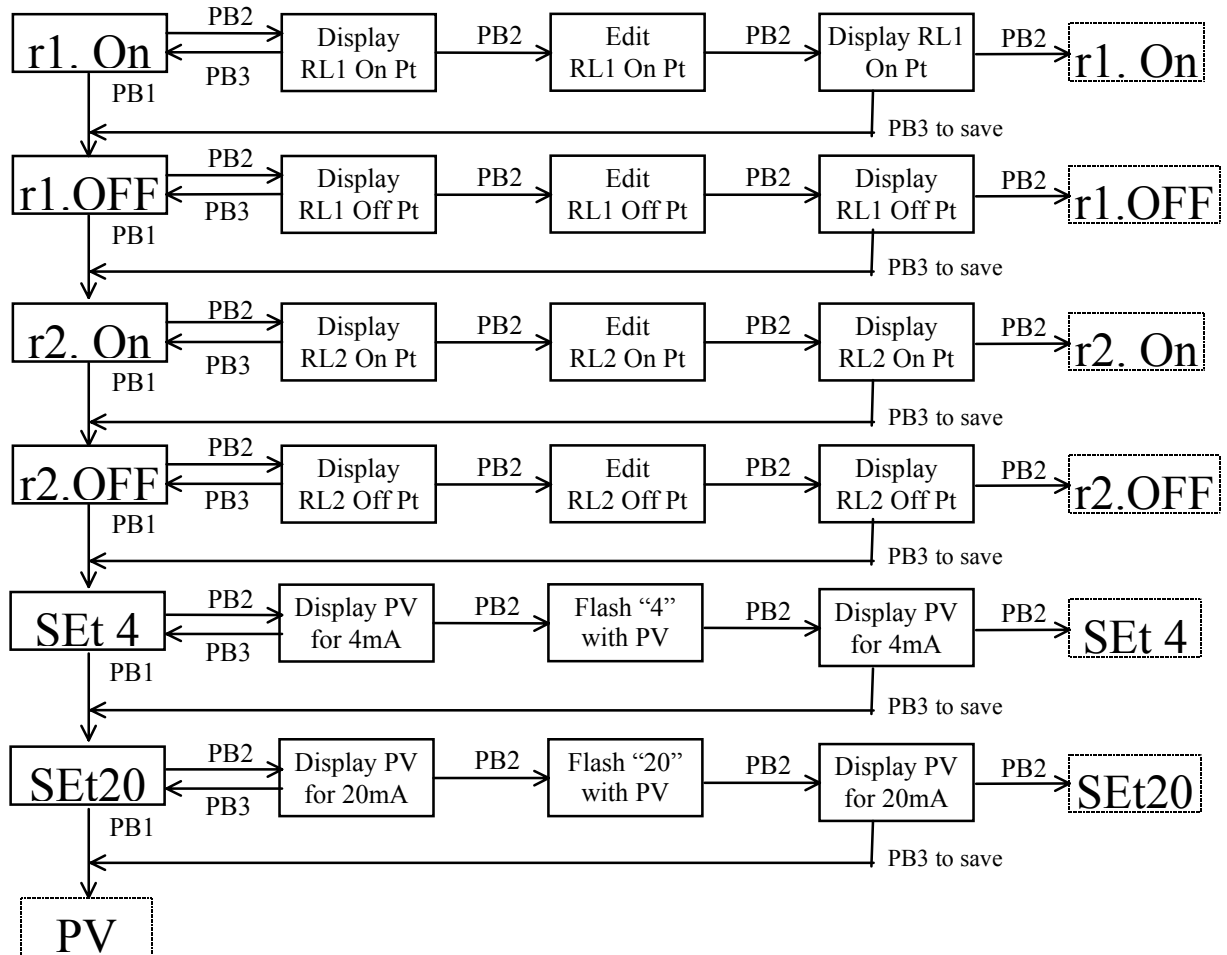 PB2
r1. On
PB3
PB1
Display
RL1 On Pt
PB2
Edit
RL1 On Pt
PB2
Display RL1
On Pt
PB2
r1. On
PB3 to save
PB2
r1.OFF
PB3
PB1
Display
RL1 Off Pt
PB2
Edit
RL1 Off Pt
PB2
Display
RL1 Off Pt
PB2
r1.OFF
PB3 to save
PB2
r2. On
PB3
PB1
Display
RL2 On Pt
PB2
Edit
RL2 On Pt
PB2
Display
RL2 On Pt
PB2
r2. On
PB3 to save
PB2
r2.OFF
PB3
PB1
Display
RL2 Off Pt
PB2
Edit
RL2 Off Pt
PB2
Display
RL2 Off Pt
PB2
r2.OFF
PB3 to save
PB2
SEt 4
PB3
PB1
Display PV
for 4mA
PB2
Flash “4”
with PV
PB2
Display PV
for 4mA
PB2
SEt 4
PB3 to save
PB2
SEt20
PB3
PB1
Display PV
for 20mA
PB2
Flash “20”
with PV
PB2
Display PV
for 20mA
PB2
SEt20
PB3 to save
PV